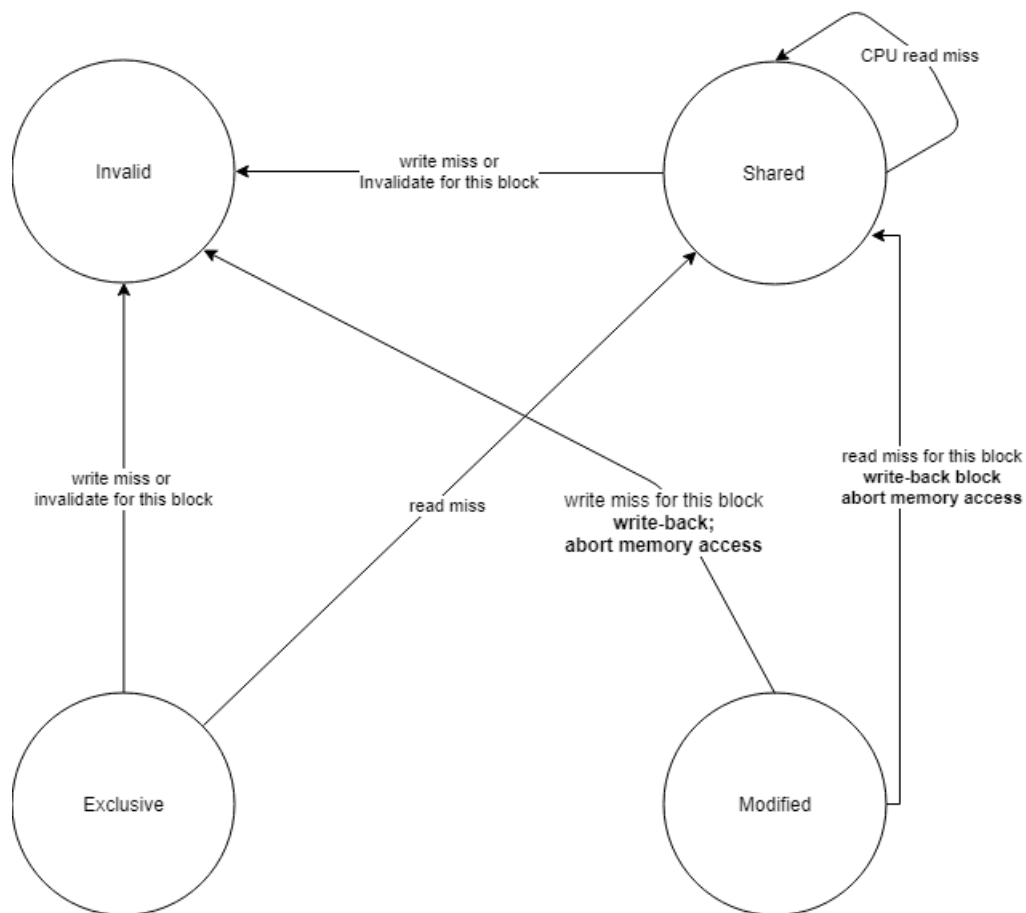 CPU read miss
Invalid
Shared
write miss or
Invalidate for this block
write miss or
invalidate for this block
read miss
write miss for this block
write-back;
abort memory access
read miss for this block
write-back block
abort memory access
Exclusive
Modified